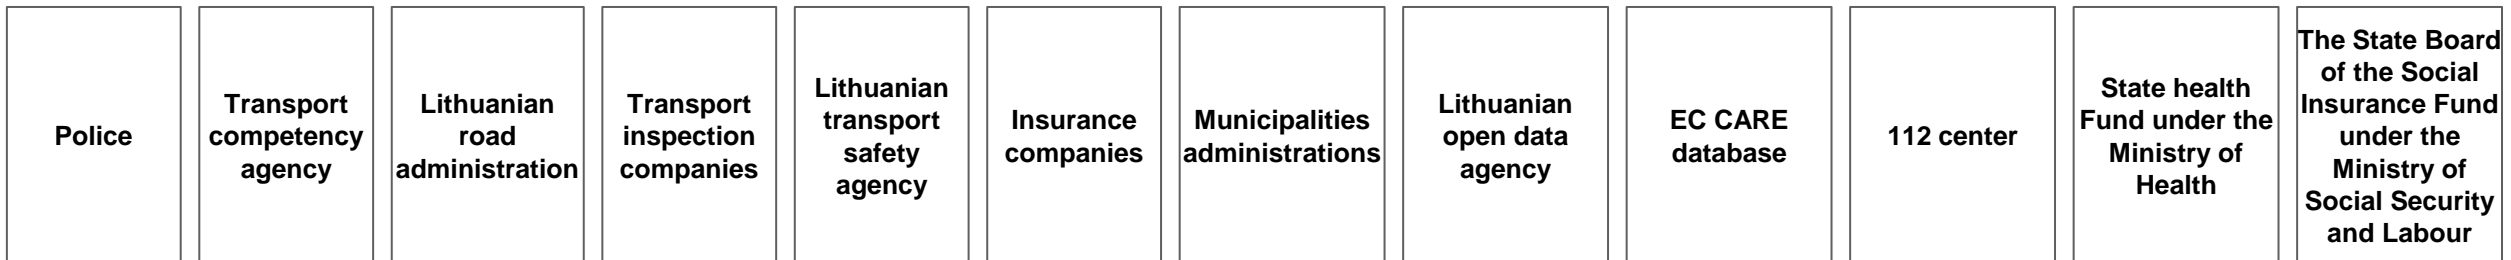 Police
Transport
competency
agency
Lithuanian
road
administration
Transport
inspection
companies
Lithuanian
transport
safety
agency
Insurance
companies
Municipalities
administrations
Lithuanian
open data
agency
EC CARE
database
112 center
State health
Fund under the
Ministry of
Health
The State Board
of the Social
Insurance Fund
under the
Ministry of
Social Security
and Labour